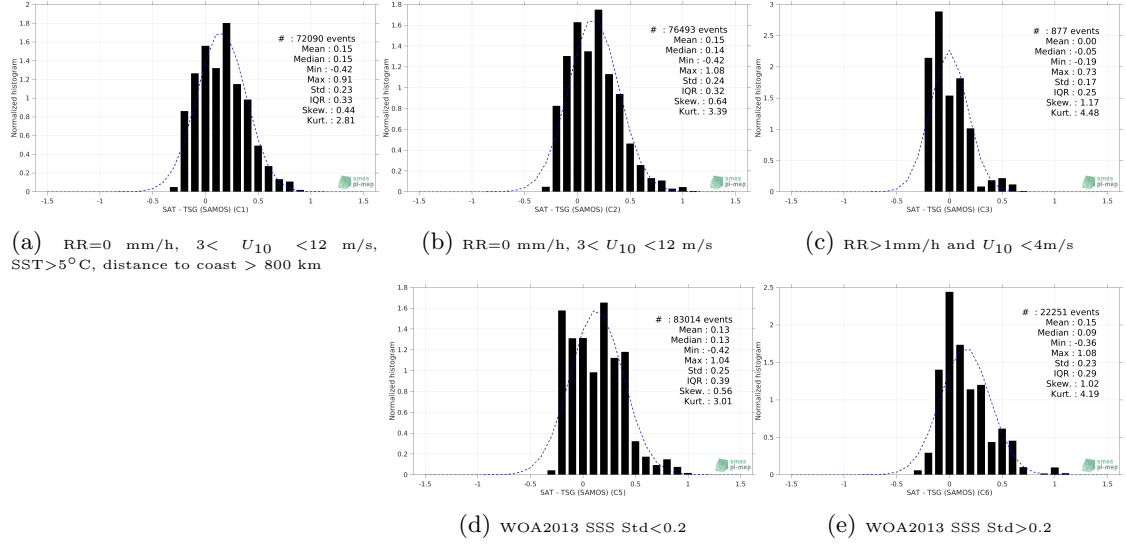 2
1.8
1.6
1.4
1.2
1
0.8
0.6
0.4
0.2
0
Normalized histogram
-1.5 -1 -0.5 0 0.5 1 1.5
SAT - TSG (SAMOS) (C1)
# : 72090 events
Mean : 0.15
Median : 0.15
Min : -0.42
Max : 0.91
Std : 0.23
IQR : 0.33
Skew. : 0.44
Kurt. : 2.81
smos
pi-mep
1.8
1.6
1.4
1.2
1
0.8
0.6
0.4
0.2
0
Normalized histogram
-1.5 -1 -0.5 0 0.5 1 1.5
SAT - TSG (SAMOS) (C2)
# : 76493 events
Mean : 0.15
Median : 0.14
Min : -0.42
Max : 1.08
Std : 0.24
IQR : 0.32
Skew. : 0.64
Kurt. : 3.39
smos
pi-mep
3
2.5
2
1.5
1
0.5
0
Normalized histogram
-1.5 -1 -0.5 0 0.5 1 1.5
SAT - TSG (SAMOS) (C3)
# : 877 events
Mean : 0.00
Median : -0.05
Min : -0.19
Max : 0.73
Std : 0.17
IQR : 0.25
Skew. : 1.17
Kurt. : 4.48
smos
pi-mep
(a) RR=0 mm/h, 3< U10 <12 m/s,
SST>5°C, distance to coast > 800 km
(b) RR=0 mm/h, 3< U10 <12 m/s
(c) RR>1mm/h and U10 <4m/s
1.8
1.6
1.4
1.2
1
0.8
0.6
0.4
0.2
0
Normalized histogram
-1.5 -1 -0.5 0 0.5 1 1.5
SAT - TSG (SAMOS) (C5)
# : 83014 events
Mean : 0.13
Median : 0.13
Min : -0.42
Max : 1.04
Std : 0.25
IQR : 0.39
Skew. : 0.56
Kurt. : 3.01
smos
pi-mep
2.5
2
1.5
1
0.5
0
Normalized histogram
-1.5 -1 -0.5 0 0.5 1 1.5
SAT - TSG (SAMOS) (C6)
# : 22251 events
Mean : 0.15
Median : 0.09
Min : -0.36
Max : 1.08
Std : 0.23
IQR : 0.29
Skew. : 1.02
Kurt. : 4.19
smos
pi-mep
(d) WOA2013 SSS Std<0.2
(e) WOA2013 SSS Std>0.2